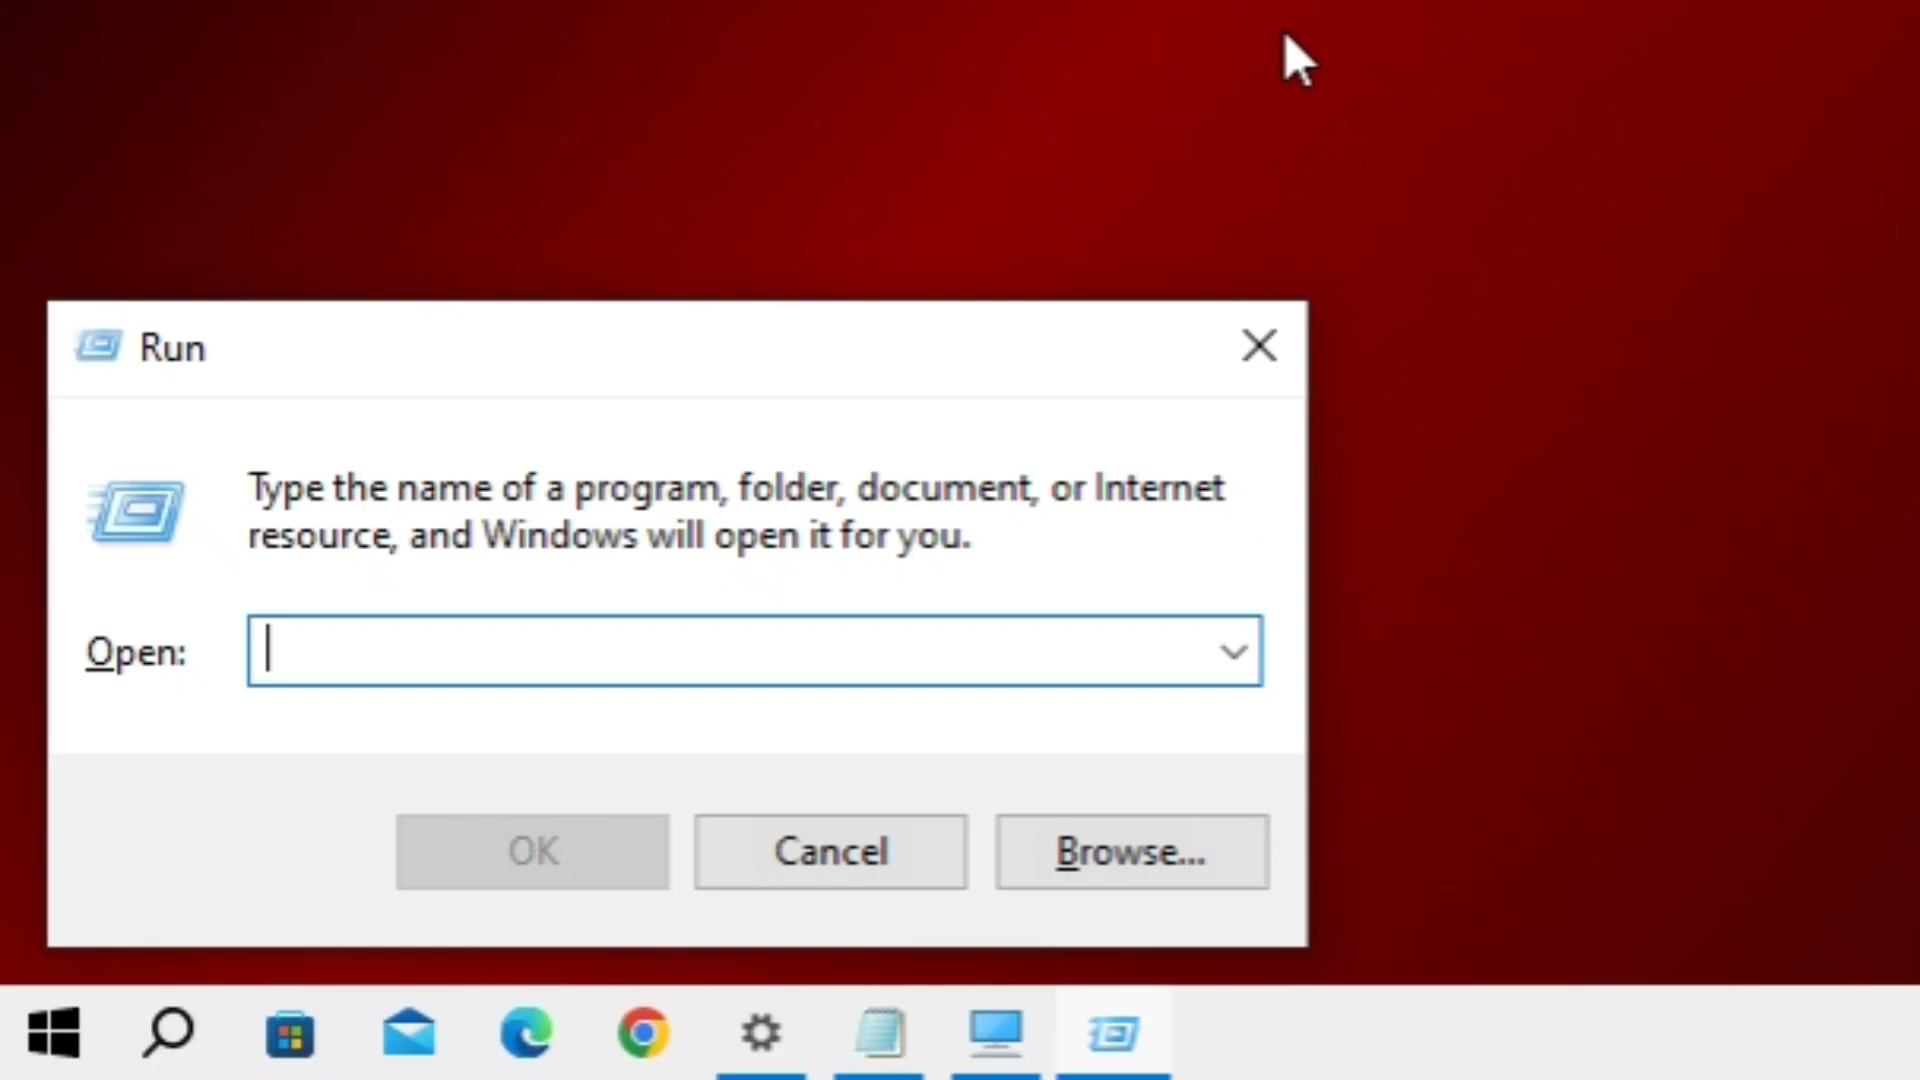 Run
Type the name of a program, folder, document, or Internet
resource, and Windows will open it for you.
Open:
OK
Cancel
Browse...